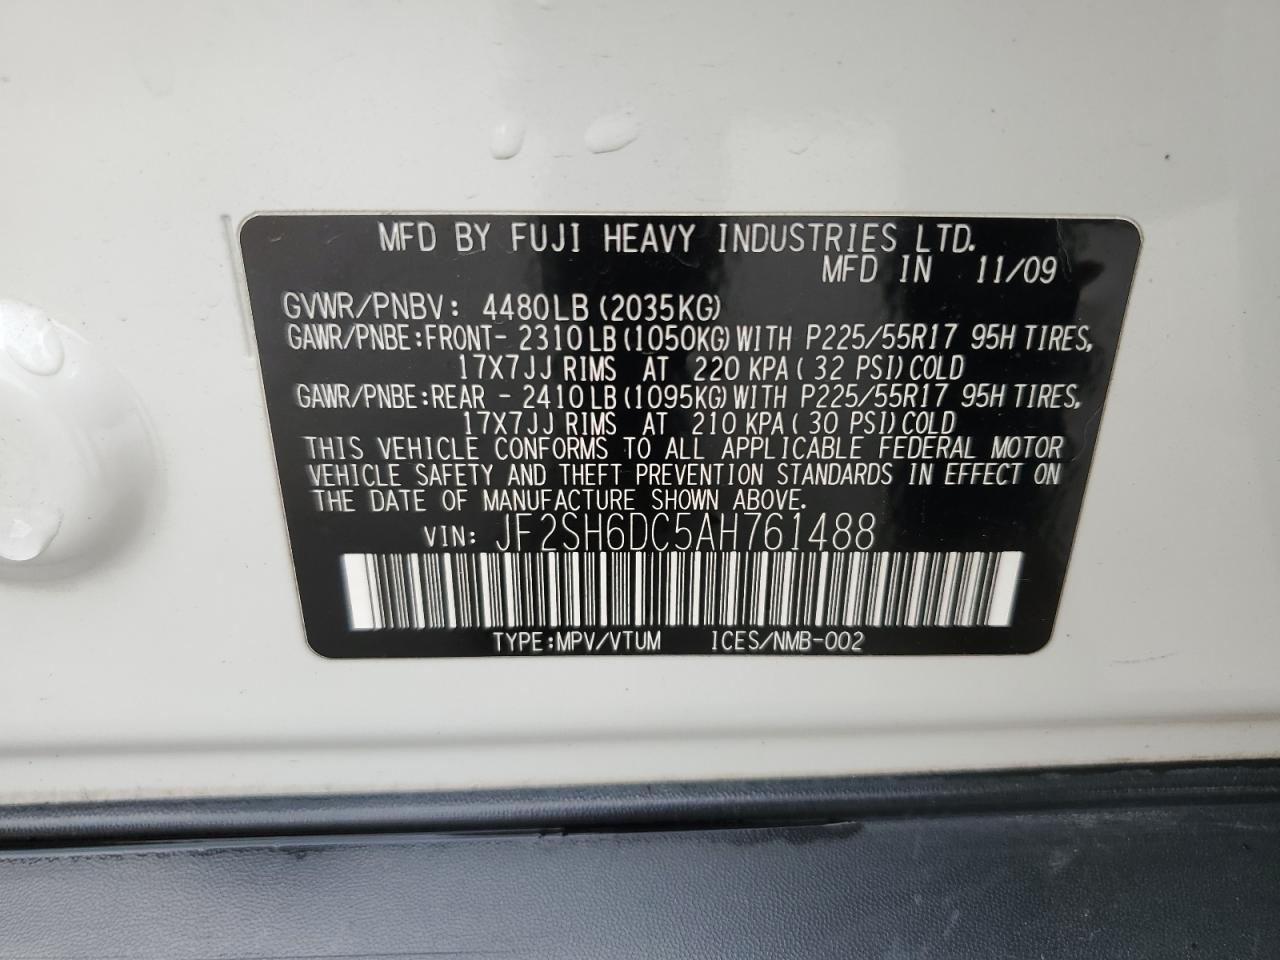 MFD BY FUJI HEAVY INDUSTRIES LTD.
MFD IN 11/09
GVWR/PNBV: 4480LB (2035KG)
GAWR/PNBE:FRONT- 2310LB (1050KG) WITH P225/55R17 95H TIRES,
17X7JJ RIMS AT 220 KPA ( 32 PSI) COLD
GAWR/PNBE:REAR - 2410LB (1095KG) WITH P225/55R17 95H TIRES,
17X7JJ RIMS AT 210 KPA ( 30 PSI) COLD
THIS VEHICLE CONFORMS TO ALL APPLICABLE FEDERAL MOTOR
VEHICLE SAFETY AND THEFT PREVENTION STANDARDS IN EFFECT ON
THE DATE OF MANUFACTURE SHOWN ABOVE.
VIN: JF2SH6DC5AH761488
TYPE:MPV/VTUM ICES/NMB-002